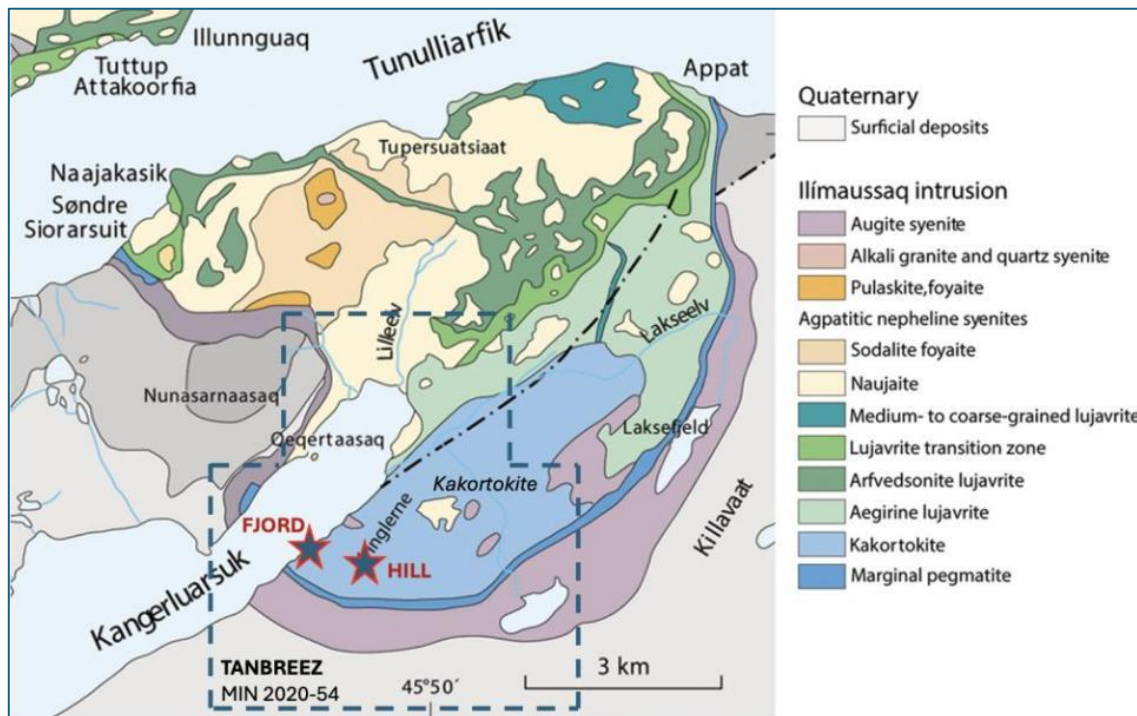 Illunnguaq
Tuttup
Attakoorfia
Tunulliarfik
Appat
Tupersuatsiaat
Naajakasik
Søndre
Siorarsuit
Lilleelv
Lakseelv
Nunasarnaasaq
Qeqertaasaq
Laksefjeld
Kakortokite
Killavaat
FJORD
inglerne
HILL
Kangerluarsuk
TANBREEZ
MIN 2020-54
45°50´
3 km
Quaternary
Surficial deposits
Ilímaussaq intrusion
Augite syenite
Alkali granite and quartz syenite
Pulaskite,foyaite
Agpatitic nepheline syenites
Sodalite foyaite
Naujaite
Medium- to coarse-grained lujavrite
Lujavrite transition zone
Arfvedsonite lujavrite
Aegirine lujavrite
Kakortokite
Marginal pegmatite